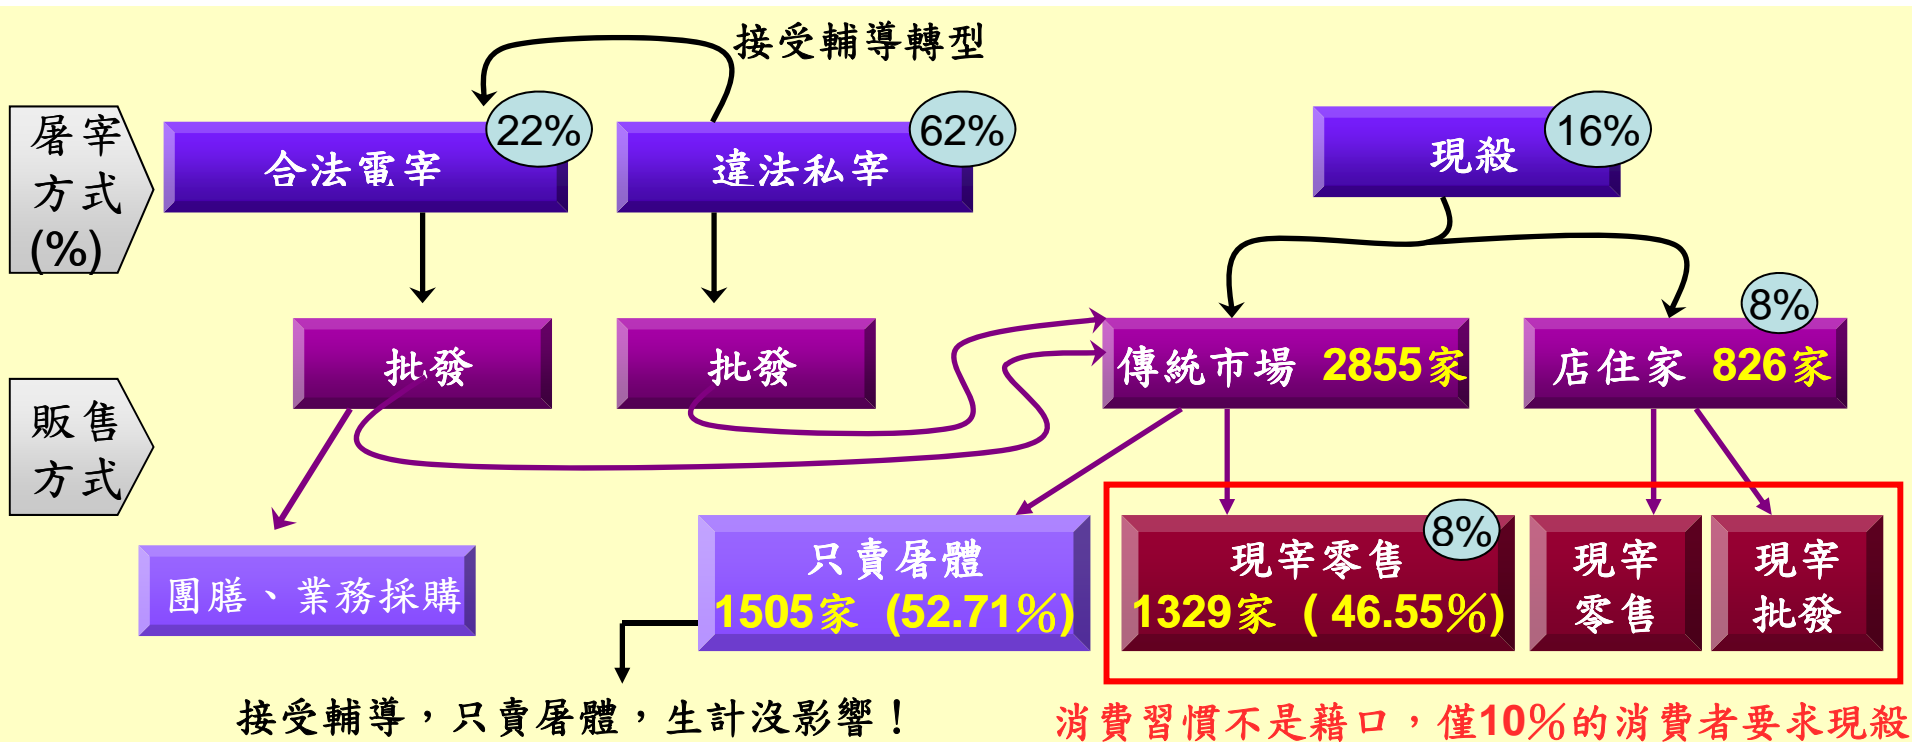 接受輔導轉型
屠宰
方式
(%)
合法電宰
22%
違法私宰
62%
現殺
16%
販售
方式
批發
批發
傳統市場 2855家
店住家 826家
8%
團膳、業務採購
只賣屠體
1505家 (52.71%)
現宰零售
1329家 ( 46.55%)
8%
現宰
零售
現宰
批發
接受輔導，只賣屠體，生計沒影響！
消費習慣不是藉口，僅10%的消費者要求現殺